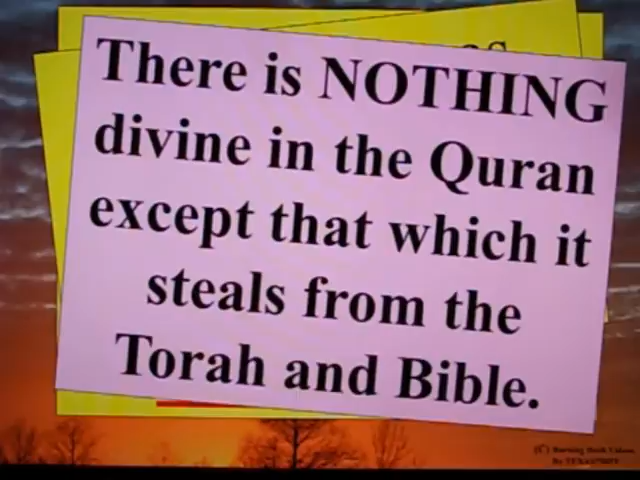 There is NOTHING
divine in the Quran
except that which it
steals from the
Torah and Bible.